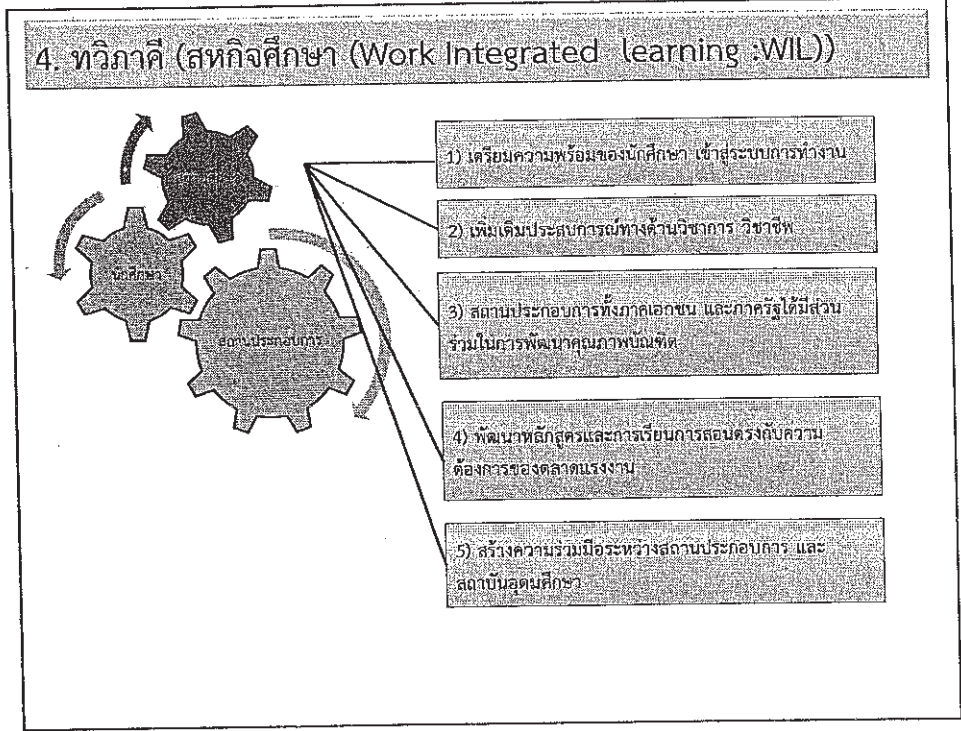 4. ทวิภาคี (สหกิจศึกษา (Work Integrated learning :WIL))
นักศึกษา
สถานประกอบการ
1) เตรียมความพร้อมของนักศึกษา เข้าสู่ระบบการทำงาน
2) เพิ่มเติมประสบการณ์ทางด้านวิชาการ วิชาชีพ
3) สถานประกอบการทั้งภาคเอกชน และภาครัฐได้มีส่วน
ร่วมในการพัฒนาคุณภาพบัณฑิต
4) พัฒนาหลักสูตรและการเรียนการสอนตรงกับความ
ต้องการของตลาดแรงงาน
5) สร้างความร่วมมือระหว่างสถานประกอบการ และ
สถาบันอุดมศึกษา